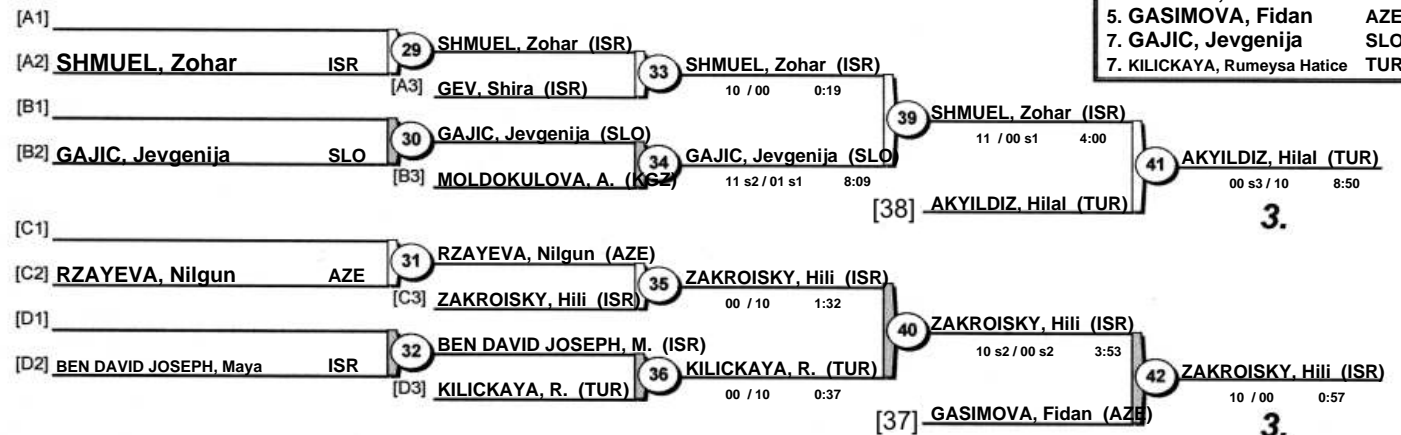 5. GASIMOVA, Fidan AZE
7. GAJIC, Jevgenija SLO
7. KILICKAYA, Rumeysa Hatice TUR
[A1]
[A2] SHMUEL, Zohar ISR
29
SHMUEL, Zohar (ISR)
[A3] GEV, Shira (ISR)
33
SHMUEL, Zohar (ISR)
10 / 00 0:19
[B1]
[B2] GAJIC, Jevgenija SLO
30
GAJIC, Jevgenija (SLO)
[B3] MOLDOKULOVA, A. (KGZ)
34
GAJIC, Jevgenija (SLO)
11 s2 / 01 s1 8:09
39
SHMUEL, Zohar (ISR)
11 / 00 s1 4:00
[38] AKYILDIZ, Hilal (TUR)
41
AKYILDIZ, Hilal (TUR)
00 s3 / 10 8:50
3.
[C1]
[C2] RZAYEVA, Nilgun AZE
31
RZAYEVA, Nilgun (AZE)
[C3] ZAKROISKY, Hili (ISR)
35
ZAKROISKY, Hili (ISR)
00 / 10 1:32
[D1]
[D2] BEN DAVID JOSEPH, Maya ISR
32
BEN DAVID JOSEPH, M. (ISR)
[D3] KILICKAYA, R. (TUR)
36
KILICKAYA, R. (TUR)
00 / 10 0:37
40
ZAKROISKY, Hili (ISR)
10 s2 / 00 s2 3:53
[37] GASIMOVA, Fidan (AZE)
42
ZAKROISKY, Hili (ISR)
10 / 00 0:57
3.